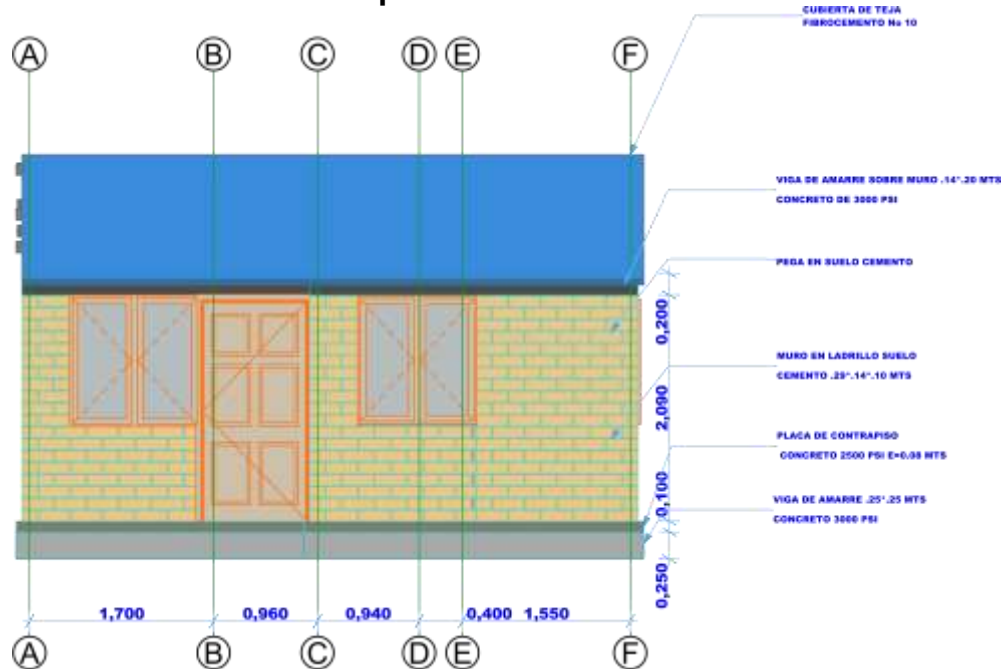 CUBIERTA DE TEJA
FIBROCEMENTO No 10
A B C D E F
VIGA DE AMARRE SOBRE MURO .14*.20 MTS
CONCRETO DE 3000 PSI
PEGA EN SUELO CEMENTO
0,200
MURO EN LADRILLO SUELO
CEMENTO .29*.14*.10 MTS
2,090
PLACA DE CONTRAPISO
CONCRETO 2500 PSI E=0.08 MTS
0,100
VIGA DE AMARRE .25*.25 MTS
CONCRETO 3000 PSI
0,250
1,700 0,960 0,940 0,400 1,550
A B C D E F